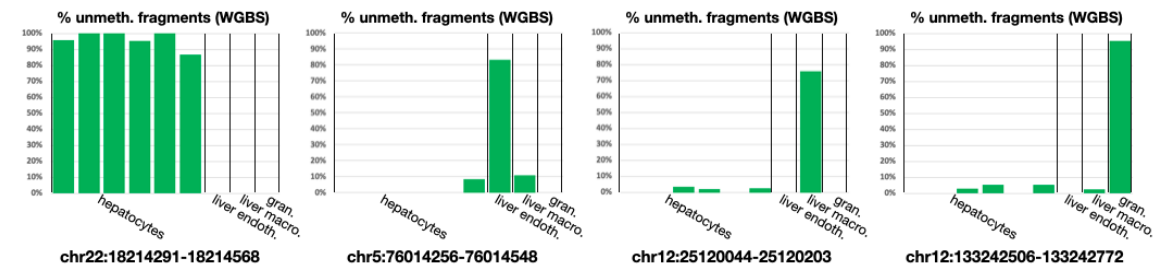 % unmeth. fragments (WGBS)
100%
90%
80%
70%
60%
50%
40%
30%
20%
10%
0%
hepatocytes
liver endoth.
liver macro.
gran.
chr22:18214291-18214568
% unmeth. fragments (WGBS)
100%
90%
80%
70%
60%
50%
40%
30%
20%
10%
0%
hepatocytes
liver endoth.
liver macro.
gran.
chr5:76014256-76014548
% unmeth. fragments (WGBS)
100%
90%
80%
70%
60%
50%
40%
30%
20%
10%
0%
hepatocytes
liver endoth.
liver macro.
gran.
chr12:25120044-25120203
% unmeth. fragments (WGBS)
100%
90%
80%
70%
60%
50%
40%
30%
20%
10%
0%
hepatocytes
liver endoth.
liver macro.
gran.
chr12:133242506-133242772